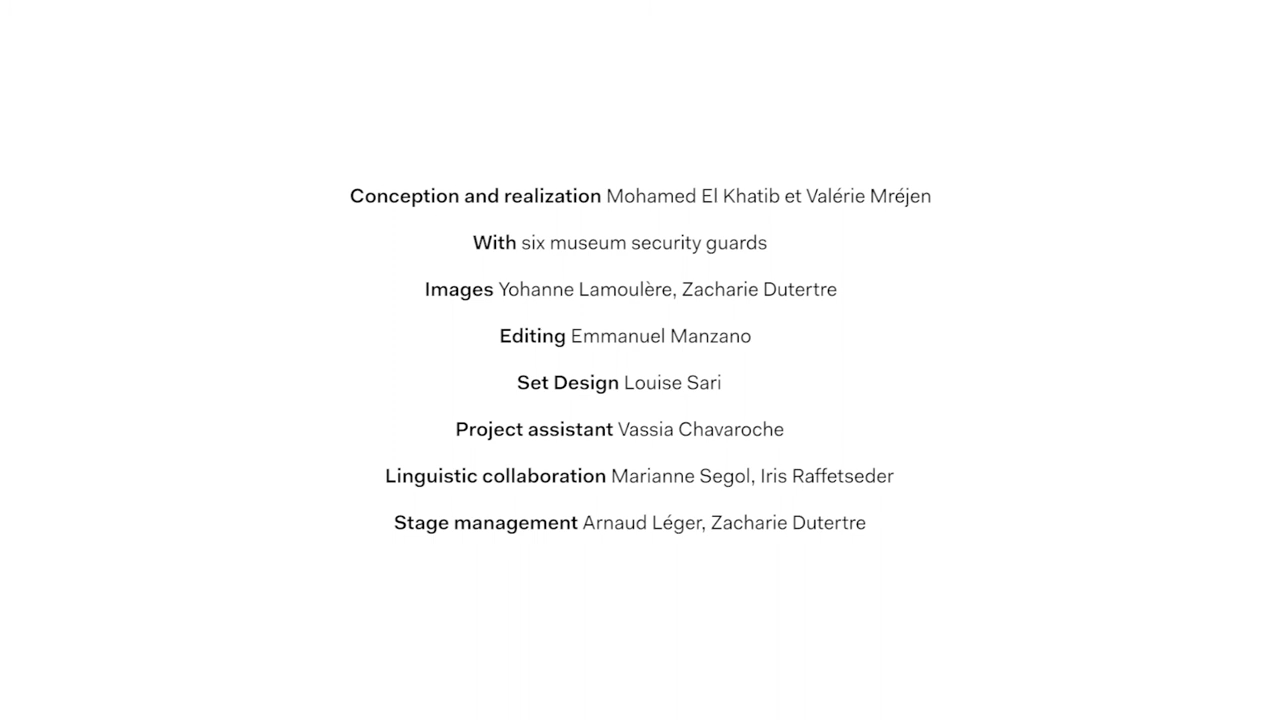 Conception and realization Mohamed El Khatib et Valérie Mréjen
With six museum security guards
Images Yohanne Lamoulère, Zacharie Dutertre
Editing Emmanuel Manzano
Set Design Louise Sari
Project assistant Vassia Chavaroche
Linguistic collaboration Marianne Segol, Iris Raffetseder
Stage management Arnaud Léger, Zacharie Dutertre